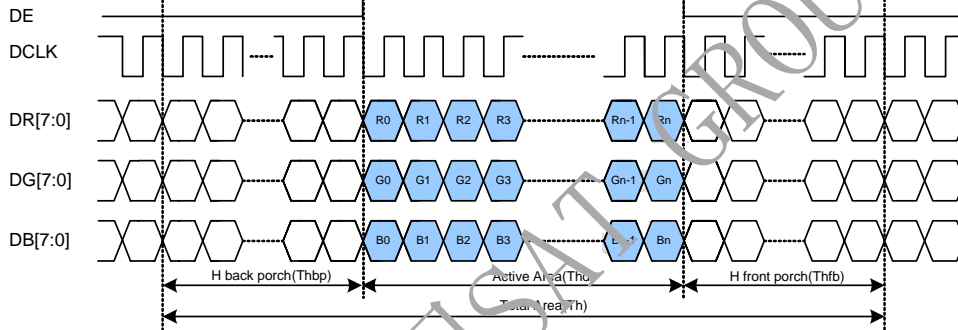 DE
DCLK
DR[7:0] R0 R1 R2 R3 Rn-1 Rn
DG[7:0] G0 G1 G2 G3 Gn-1 Gn
DB[7:0] B0 B1 B2 B3 Bn
H back porch(Thbp) H front porch(Thfb)
Active